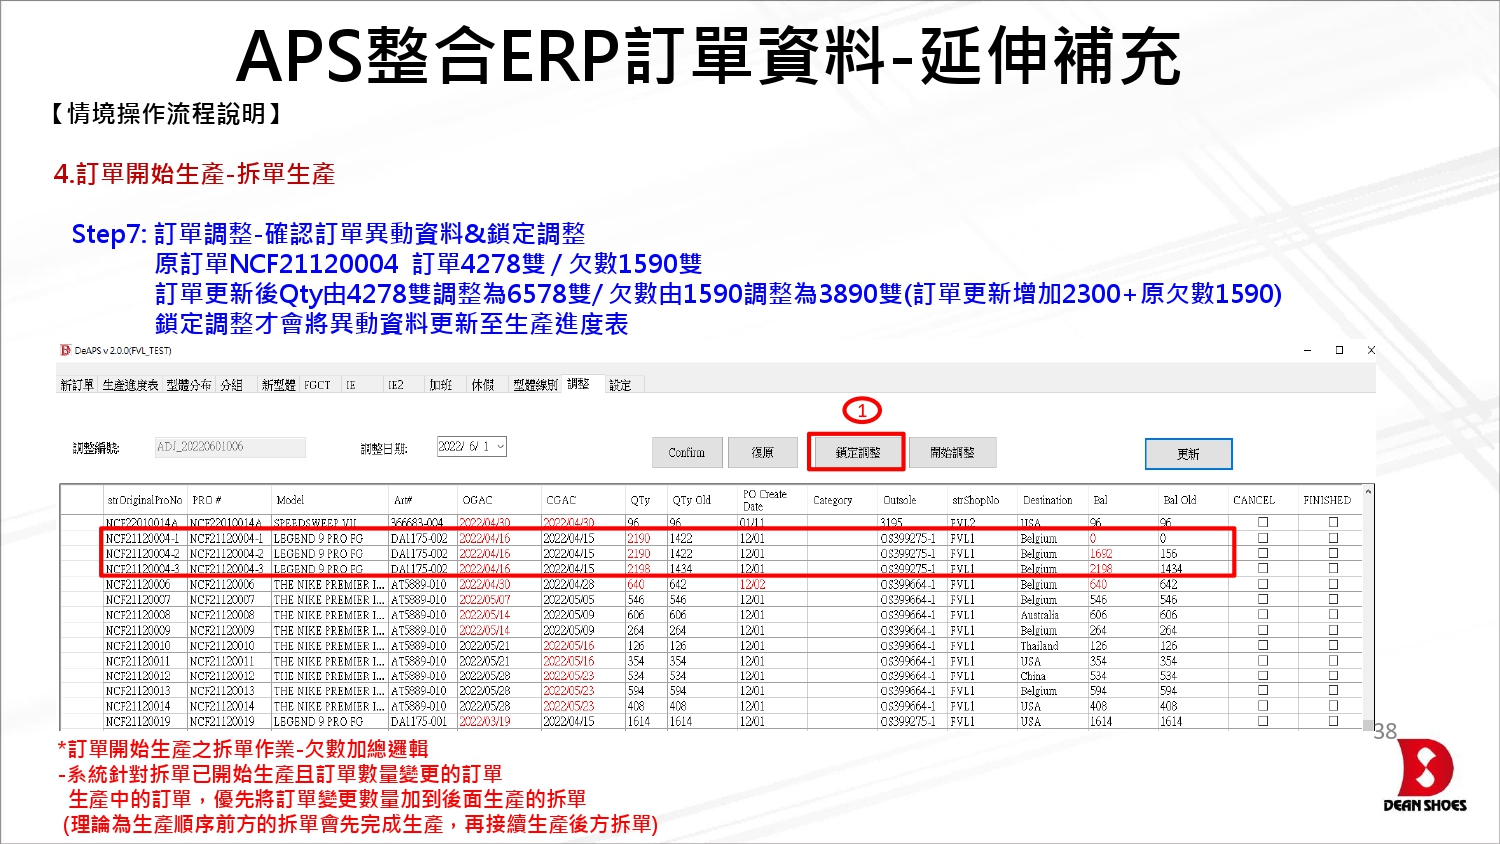 APS整合ERP訂單資料-延伸補充
【情境操作流程說明】
4.訂單開始生產-拆單生產
Step7: 訂單調整-確認訂單異動資料&鎖定調整
原訂單NCF21120004 訂單4278雙 / 欠數1590雙
訂單更新後Qty由4278雙調整為6578雙/ 欠數由1590調整為3890雙(訂單更新增加2300+原欠數1590)
鎖定調整才會將異動資料更新至生產進度表
DeAPS v 2.0.0(FVL_TEST)
新訂單 生產進度表 型體分布 分組 新型體 FGCT IE IE2 加班 休假 型體線別 調整 設定
1
調整編號: ADJ_20220601006 調整日期: 2022/ 6/ 1 Confirm 復原 鎖定調整 開始調整 更新
strOriginalProNo PRO # Model Art# OGAC CGAC QTy QTy Old PO Create Date Category Outsole strShopNo Destination Bal Bal Old CANCEL FINISHED
NCF22010014A NCF22010014A SPEEDSWEEP VII 366683-004 2022/04/30 2022/04/30 96 96 01/11 3195 FVL2 USA 96 96
NCF21120004-1 NCF21120004-1 LEGEND 9 PRO FG DA1175-002 2022/04/16 2022/04/15 2190 1422 12/01 OS399275-1 FVL1 Belgium 0 0
NCF21120004-2 NCF21120004-2 LEGEND 9 PRO FG DA1175-002 2022/04/16 2022/04/15 2190 1422 12/01 OS399275-1 FVL1 Belgium 1692 156
NCF21120004-3 NCF21120004-3 LEGEND 9 PRO FG DA1175-002 2022/04/16 2022/04/15 2198 1434 12/01 OS399275-1 FVL1 Belgium 2198 1434
NCF21120006 NCF21120006 THE NIKE PREMIER I... AT5889-010 2022/04/30 2022/04/28 640 642 12/02 OS399664-1 FVL1 Belgium 640 642
NCF21120007 NCF21120007 THE NIKE PREMIER I... AT5889-010 2022/05/07 2022/05/05 546 546 12/01 OS399664-1 FVL1 Belgium 546 546
NCF21120008 NCF21120008 THE NIKE PREMIER I... AT5889-010 2022/05/14 2022/05/09 606 606 12/01 OS399664-1 FVL1 Australia 606 606
NCF21120009 NCF21120009 THE NIKE PREMIER I... AT5889-010 2022/05/14 2022/05/09 264 264 12/01 OS399664-1 FVL1 Belgium 264 264
NCF21120010 NCF21120010 THE NIKE PREMIER I... AT5889-010 2022/05/21 2022/05/16 126 126 12/01 OS399664-1 FVL1 Thailand 126 126
NCF21120011 NCF21120011 THE NIKE PREMIER I... AT5889-010 2022/05/21 2022/05/16 354 354 12/01 OS399664-1 FVL1 USA 354 354
NCF21120012 NCF21120012 THE NIKE PREMIER I... AT5889-010 2022/05/28 2022/05/23 534 534 12/01 OS399664-1 FVL1 China 534 534
NCF21120013 NCF21120013 THE NIKE PREMIER I... AT5889-010 2022/05/28 2022/05/23 594 594 12/01 OS399664-1 FVL1 Belgium 594 594
NCF21120014 NCF21120014 THE NIKE PREMIER I... AT5889-010 2022/05/28 2022/05/23 408 408 12/01 OS399664-1 FVL1 USA 408 408
NCF21120019 NCF21120019 LEGEND 9 PRO FG DA1175-001 2022/03/19 2022/04/15 1614 1614 12/01 OS399275-1 FVL1 USA 1614 1614
38
*訂單開始生產之拆單作業-欠數加總邏輯
-系統針對拆單已開始生產且訂單數量變更的訂單
生產中的訂單，優先將訂單變更數量加到後面生產的拆單
(理論為生產順序前方的拆單會先完成生產，再接續生產後方拆單)
DEAN SHOES